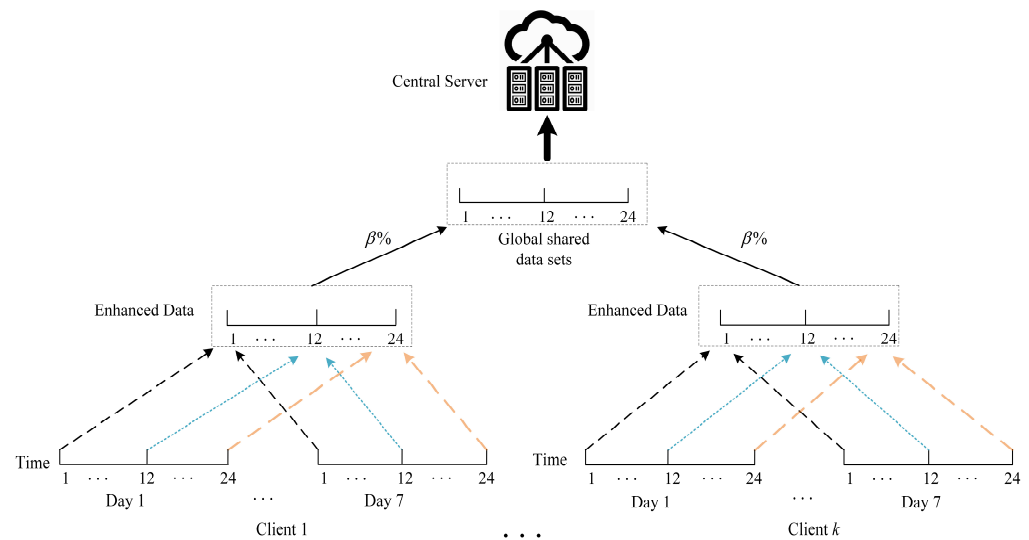 Central Server
1 ... 12 ... 24
β% Global shared β%
data sets
Enhanced Data Enhanced Data
1 ... 12 ... 24 1 ... 12 ... 24
Time Time
1 ... 12 ... 24 1 ... 12 ... 24 1 ... 12 ... 24 1 ... 12 ... 24
Day 1 ... Day 7 Day 1 ... Day 7
Client 1 ... Client k